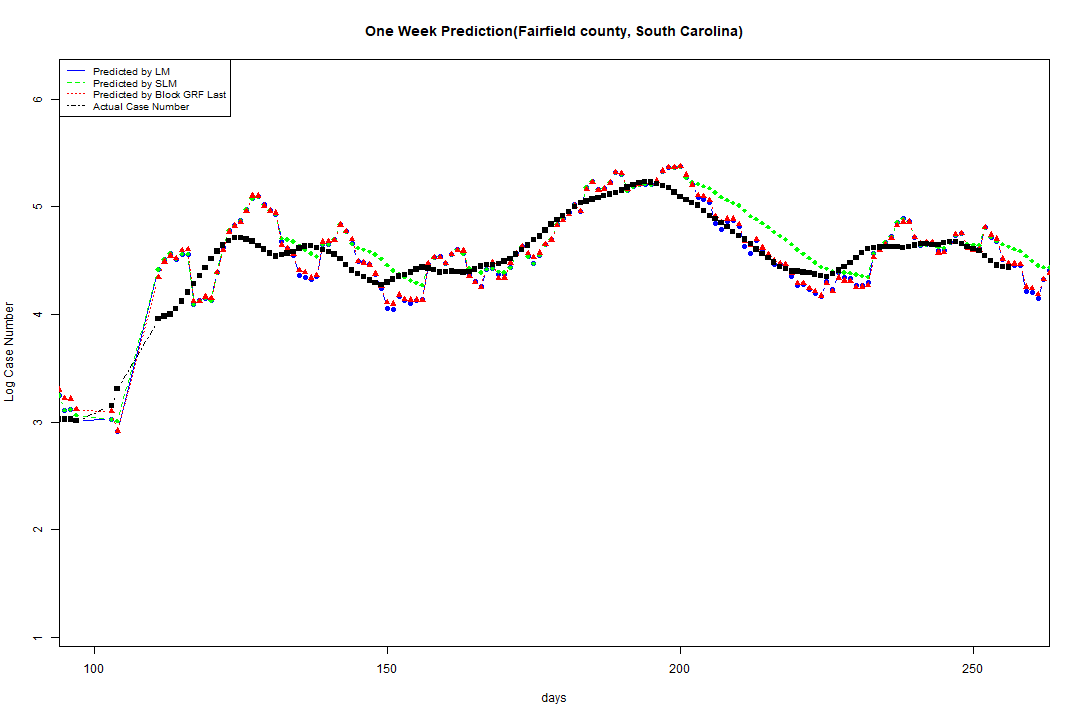 One Week Prediction(Fairfield county, South Carolina)
Predicted by LM
Predicted by SLM
Predicted by Block GRF Last
Actual Case Number
6
5
4
3
2
1
Log Case Number
100 150 200 250
days